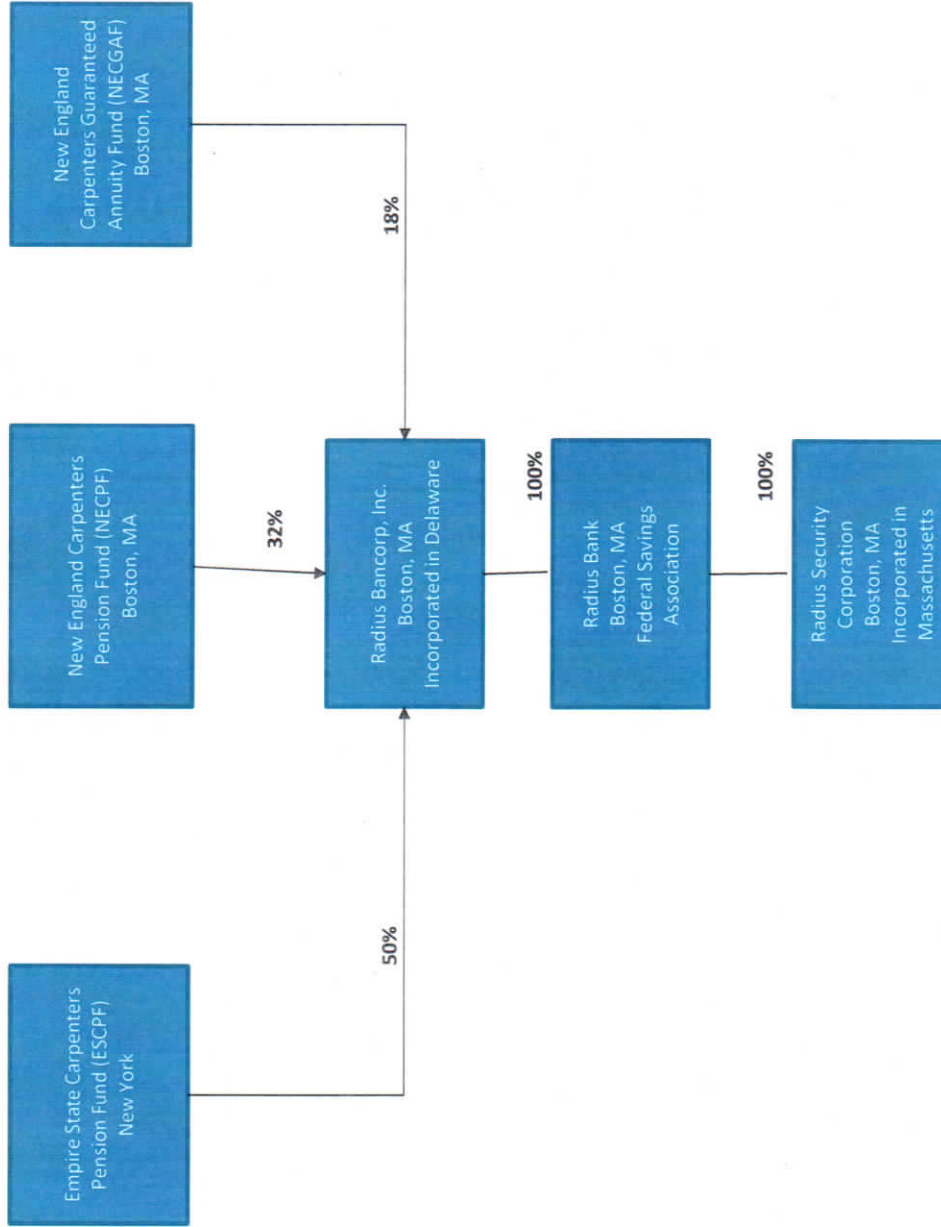 Empire State Carpenters
Pension Fund (ESCPF)
New York
New England Carpenters
Pension Fund (NECPF)
Boston, MA
New England
Carpenters Guaranteed
Annuity Fund (NECGAF)
Boston, MA
50%
32%
18%
Radius Bancorp, Inc.
Boston, MA
Incorporated in Delaware
100%
Radius Bank
Boston, MA
Federal Savings
Association
100%
Radius Security
Corporation
Boston, MA
Incorporated in
Massachusetts